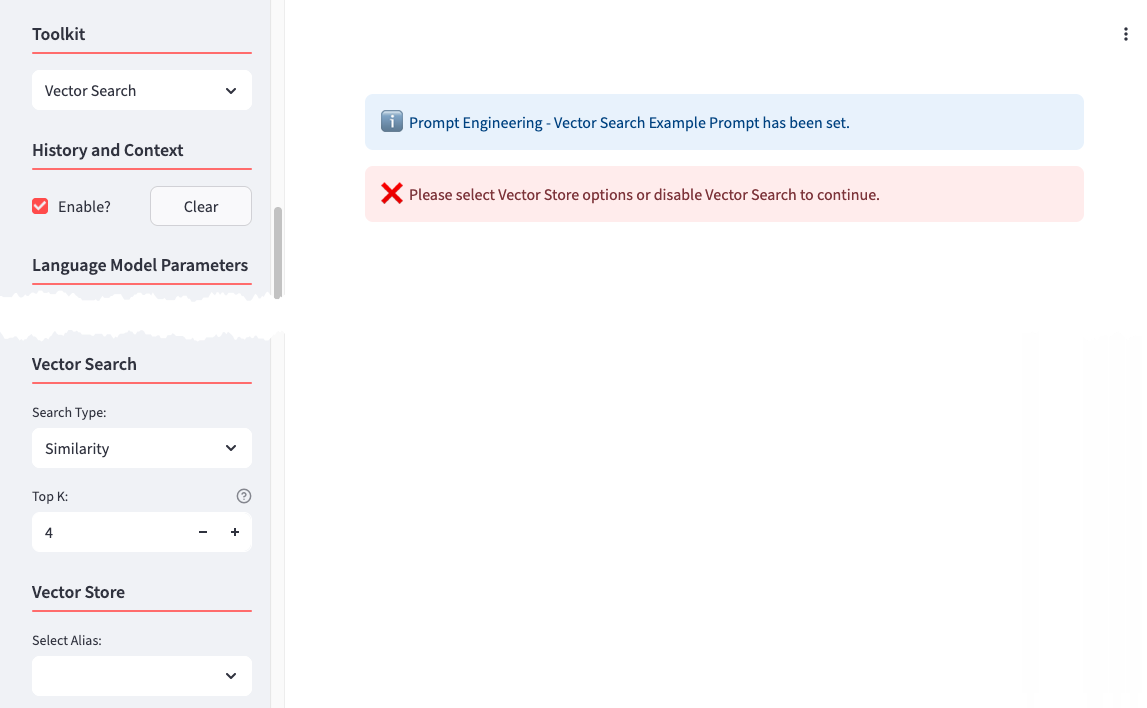 Toolkit
Vector Search
History and Context
Enable?
Clear
Language Model Parameters
Vector Search
Search Type:
Similarity
Top K:
4
Vector Store
Select Alias:
Prompt Engineering - Vector Search Example Prompt has been set.
Please select Vector Store options or disable Vector Search to continue.